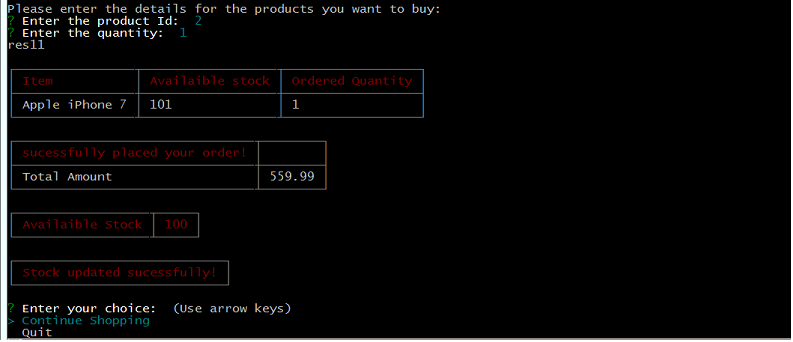 Please enter the details for the products you want to buy:
? Enter the product Id: 2
? Enter the quantity: 1
resll
Item Availaible stock Ordered Quantity
Apple iPhone 7 101 1
sucessfully placed your order!
Total Amount 559.99
Availaible Stock 100
Stock updated sucessfully!
? Enter your choice: (Use arrow keys)
> Continue Shopping
Quit